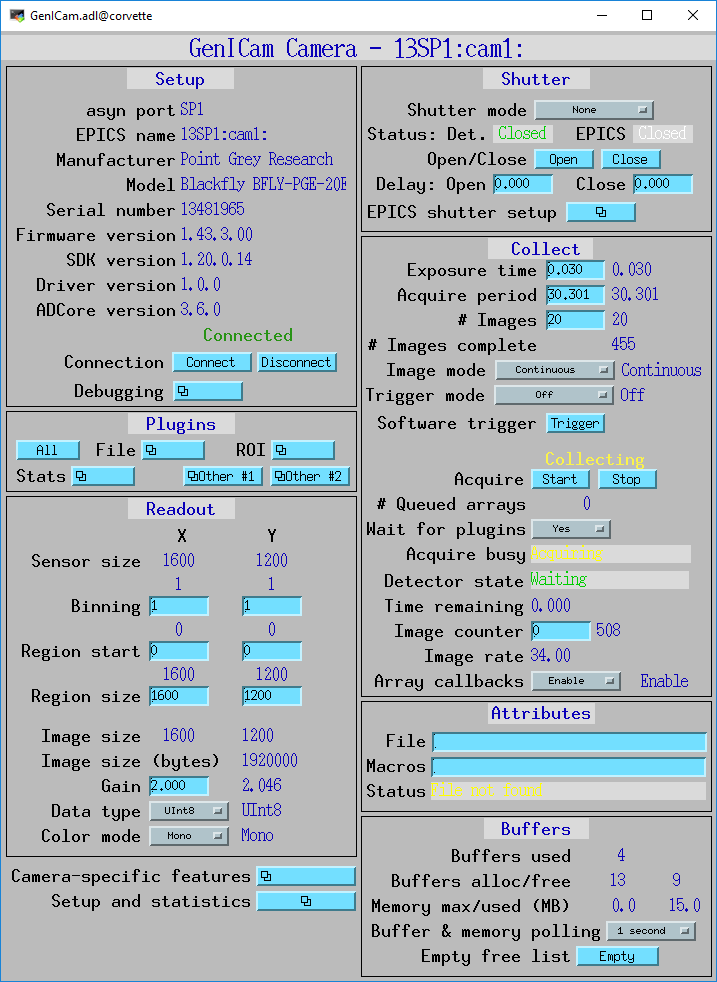 GenICam.adl@corvette
GenICam Camera - 13SP1:cam1:
Setup
asyn port SP1
EPICS name 13SP1:cam1:
Manufacturer Point Grey Research
Model Blackfly BFLY-PGE-20E
Serial number 13481965
Firmware version 1.43.3.00
SDK version 1.20.0.14
Driver version 1.0.0
ADCore version 3.6.0
Connected
Connection Connect Disconnect
Debugging
Plugins
All File ROI
Stats Other #1 Other #2
Readout
X Y
Sensor size 1600 1200
1 1
Binning 1 1
0 0
Region start 0 0
1600 1200
Region size 1600 1200
Image size 1600 1200
Image size (bytes) 1920000
Gain 2.000 2.046
Data type UInt8 UInt8
Color mode Mono Mono
Camera-specific features
Setup and statistics
Shutter
Shutter mode None
Status: Det. Closed EPICS Closed
Open/Close Open Close
Delay: Open 0.000 Close 0.000
EPICS shutter setup
Collect
Exposure time 0.030 0.030
Acquire period 30.301 30.301
# Images 20 20
# Images complete 455
Image mode Continuous Continuous
Trigger mode Off Off
Software trigger Trigger
Collecting
Acquire Start Stop
# Queued arrays 0
Wait for plugins Yes
Acquire busy Acquiring
Detector state Waiting
Time remaining 0.000
Image counter 0 508
Image rate 34.00
Array callbacks Enable Enable
Attributes
File
Macros
Status File not found
Buffers
Buffers used 4
Buffers alloc/free 13 9
Memory max/used (MB) 0.0 15.0
Buffer & memory polling 1 second
Empty free list Empty